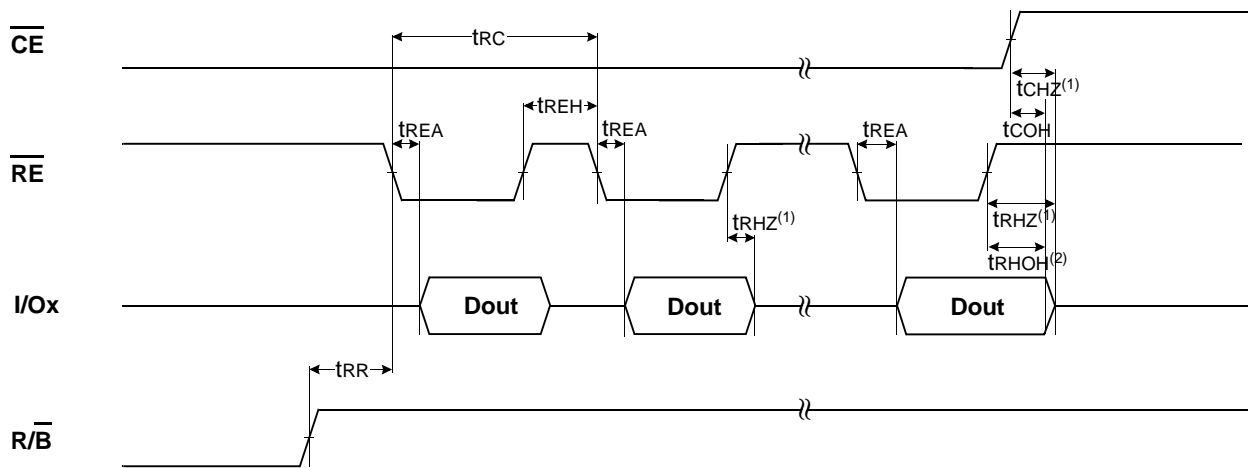 CE
tRC
tCHZ(1)
tREH
tREA
tREA
tREA
tCOH
RE
tRHZ(1)
tRHZ(1)
tRHOH(2)
I/Ox
Dout
Dout
Dout
tRR
R/B